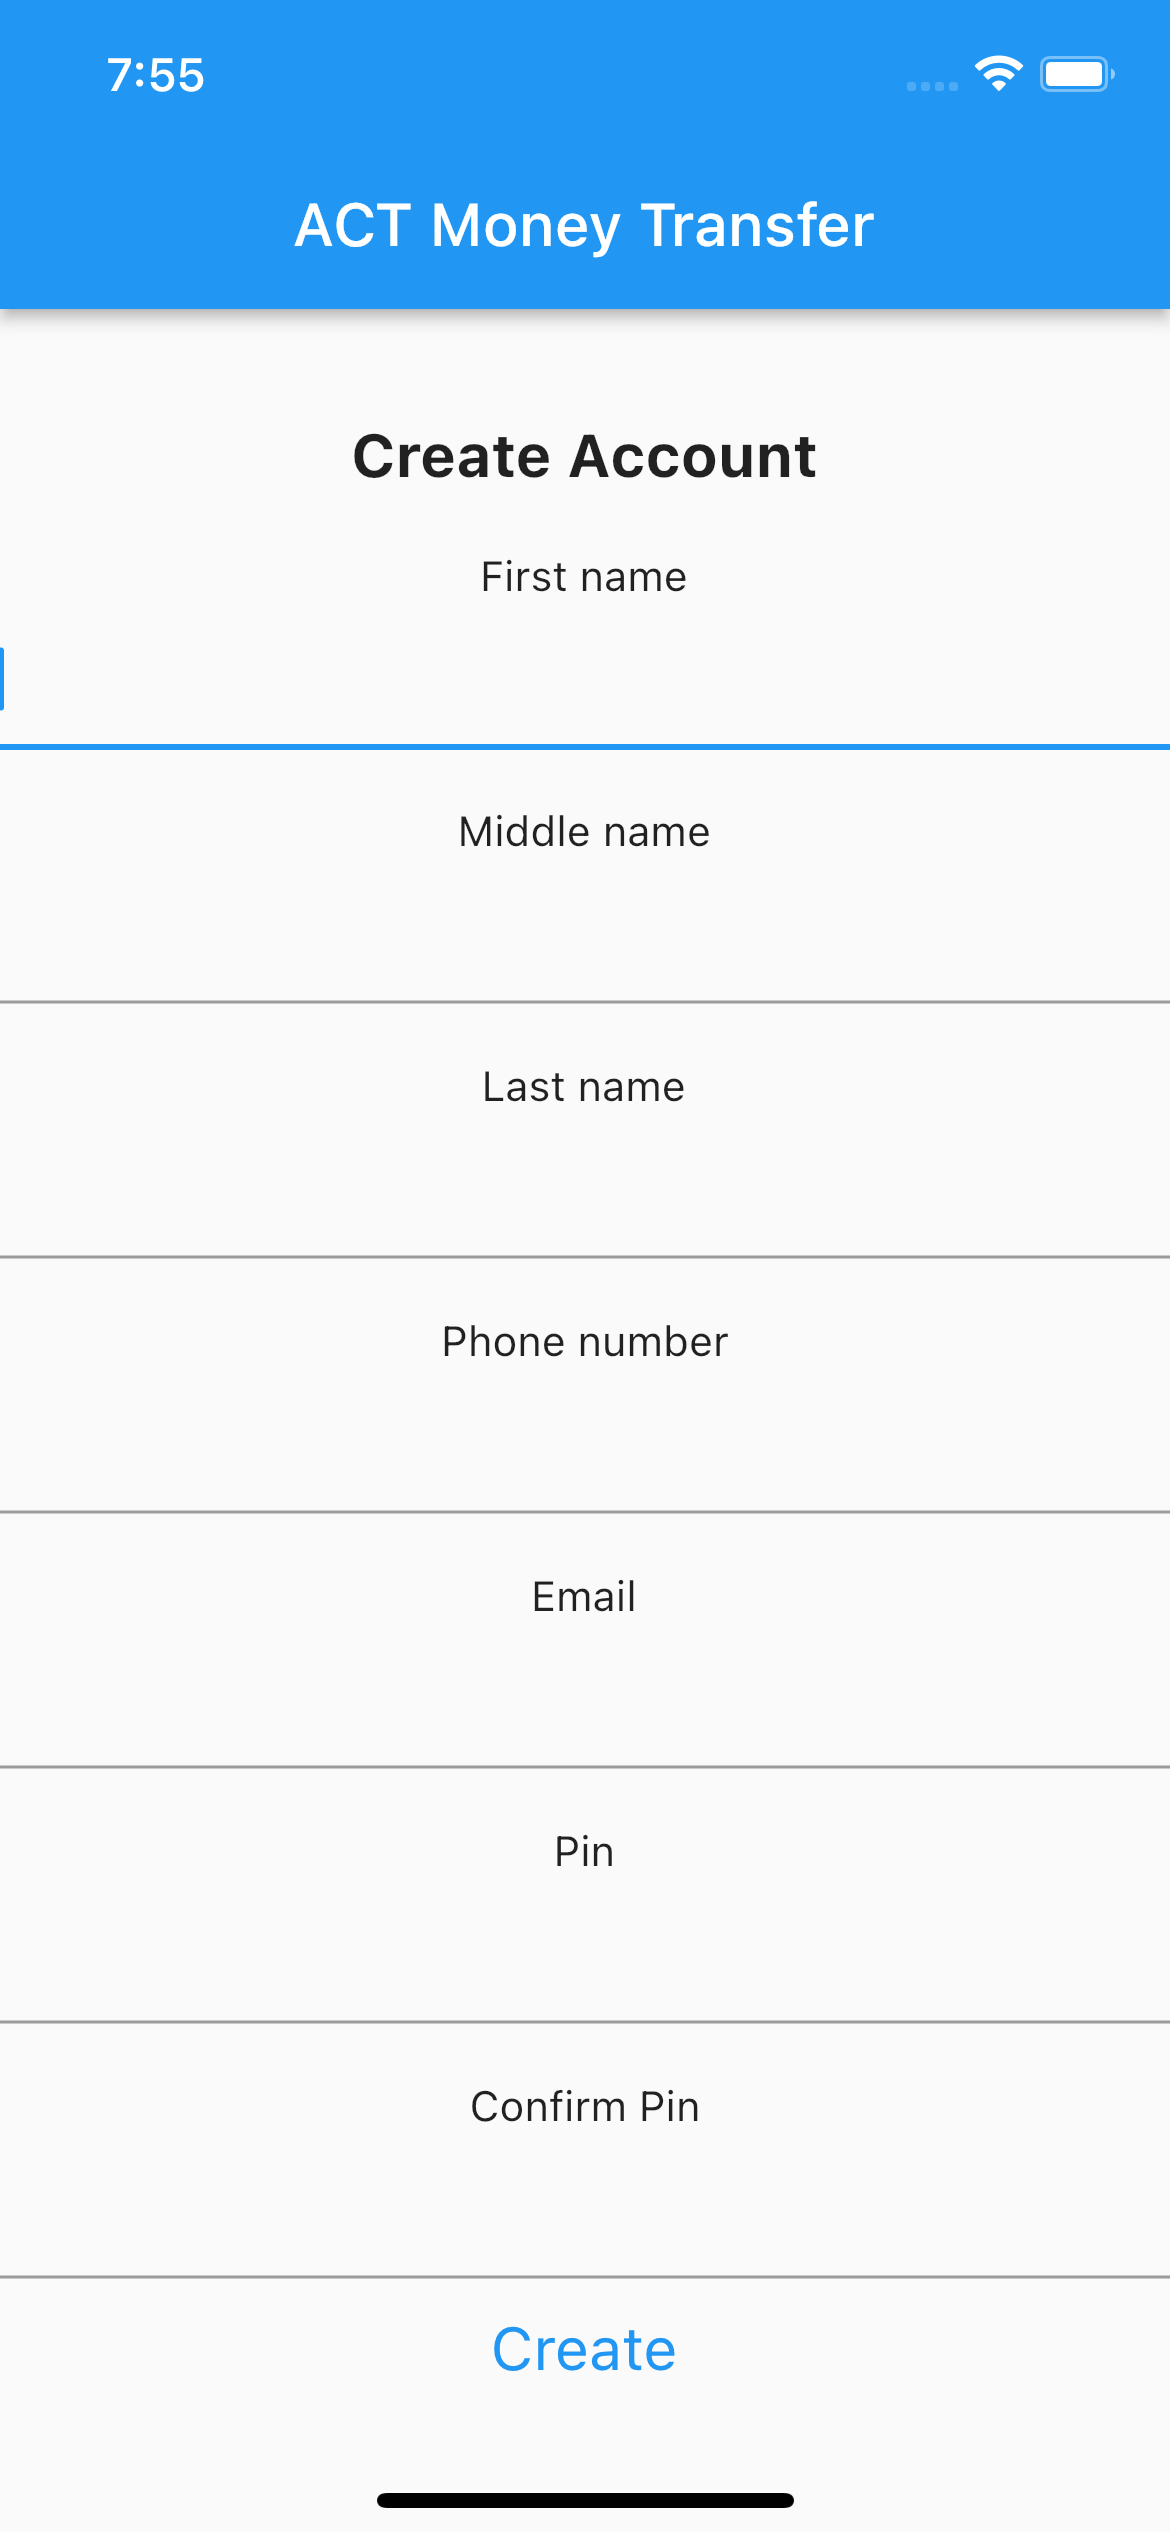 7:55
ACT Money Transfer
Create Account
First name
Middle name
Last name
Phone number
Email
Pin
Confirm Pin
Create